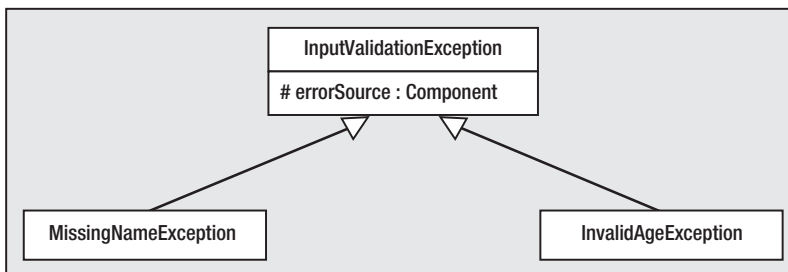 InputValidationException
# errorSource : Component
MissingNameException
InvalidAgeException